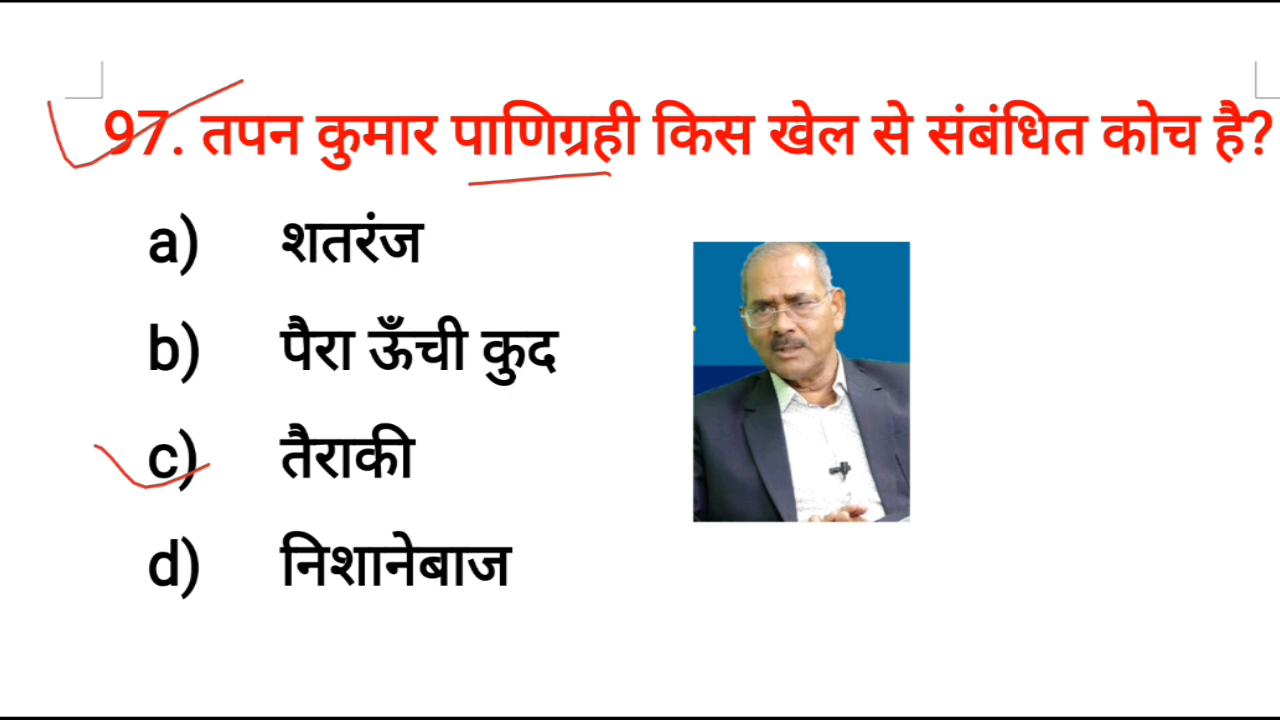 97. तपन कुमार पाणिग्रही किस खेल से संबंधित कोच है?
a) शतरंज
b) पैरा ऊँची कुद
c) तैराकी
d) निशानेबाज